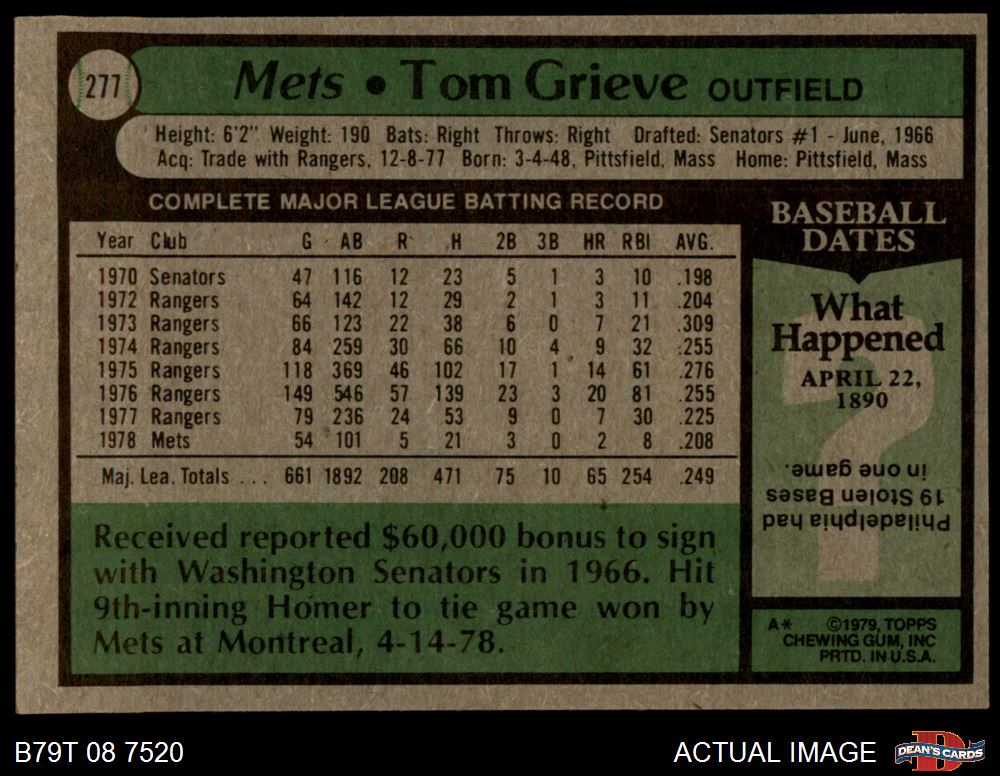 277
Mets • Tom Grieve OUTFIELD
Height: 6'2" Weight: 190 Bats: Right Throws: Right Drafted: Senators #1 - June, 1966
Acq: Trade with Rangers, 12-8-77 Born: 3-4-48, Pittsfield, Mass Home: Pittsfield, Mass
COMPLETE MAJOR LEAGUE BATTING RECORD
Year Club G AB R H 2B 3B HR RBI AVG.
1970 Senators 47 116 12 23 5 1 3 10 .198
1972 Rangers 64 142 12 29 2 1 3 11 .204
1973 Rangers 66 123 22 38 6 0 7 21 .309
1974 Rangers 84 259 30 66 10 4 9 32 .255
1975 Rangers 118 369 46 102 17 1 14 61 .276
1976 Rangers 149 546 57 139 23 3 20 81 .255
1977 Rangers 79 236 24 53 9 0 7 30 .225
1978 Mets 54 101 5 21 3 0 2 8 .208
Maj. Lea. Totals ... 661 1892 208 471 75 10 65 254 .249
Received reported $60,000 bonus to sign
with Washington Senators in 1966. Hit
9th-inning Homer to tie game won by
Mets at Montreal, 4-14-78.
BASEBALL
DATES
What
Happened
APRIL 22,
1890
?
Philadelphia had
19 Stolen Bases
in one game.
A* ©1979, TOPPS
CHEWING GUM, INC
PRTD. IN U.S.A.
B79T 08 7520
ACTUAL IMAGE
D
DEAN'S CARDS